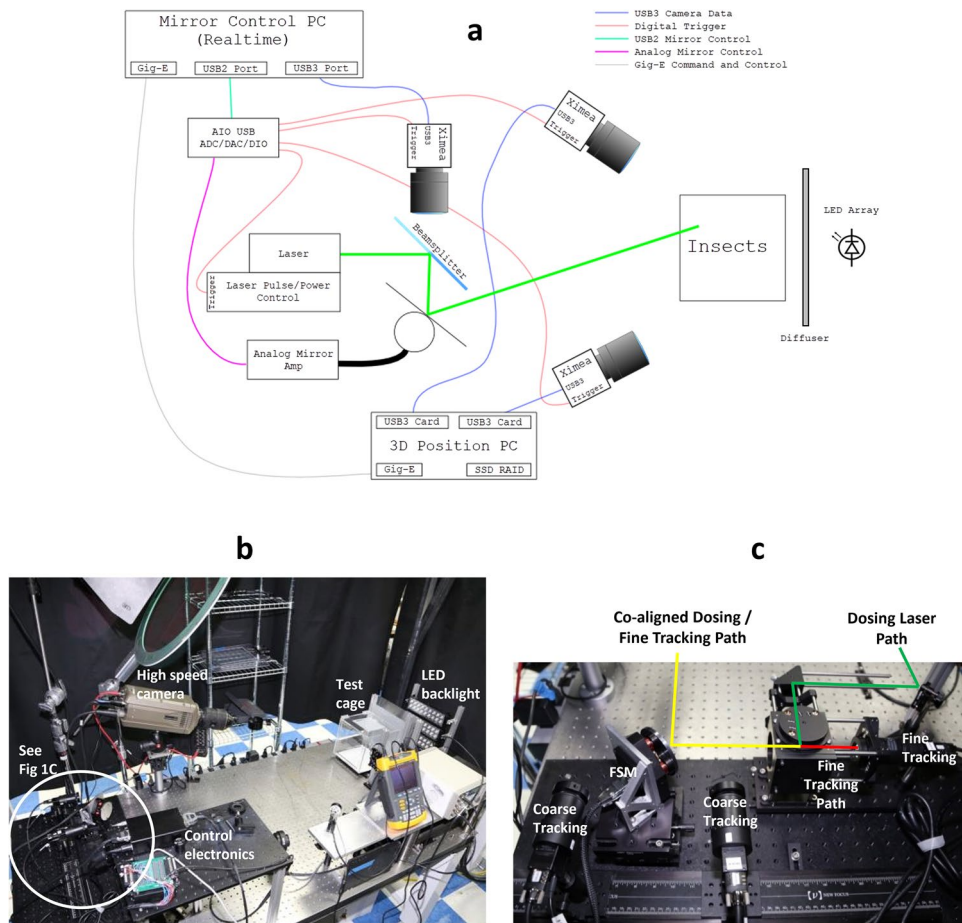 a
Mirror Control PC
(Realtime)
Gig-E
USB2 Port
USB3 Port
USB3 Camera Data
Digital Trigger
USB2 Mirror Control
Analog Mirror Control
Gig-E Command and Control
AIO USB
ADC/DAC/DIO
Ximea
USB3
Trigger
Ximea
USB3
Trigger
Beamsplitter
Laser
Laser Pulse/Power
Control
Trigger
Analog Mirror
Amp
Insects
LED Array
Diffuser
Ximea
USB3
Trigger
USB3 Card
USB3 Card
3D Position PC
Gig-E
SSD RAID
b
High speed
camera
Test
cage
LED
backlight
See
Fig 1C
Control
electronics
c
Co-aligned Dosing /
Fine Tracking Path
Dosing Laser
Path
FSM
Coarse
Tracking
Coarse
Tracking
Fine
Tracking
Path
Fine
Tracking